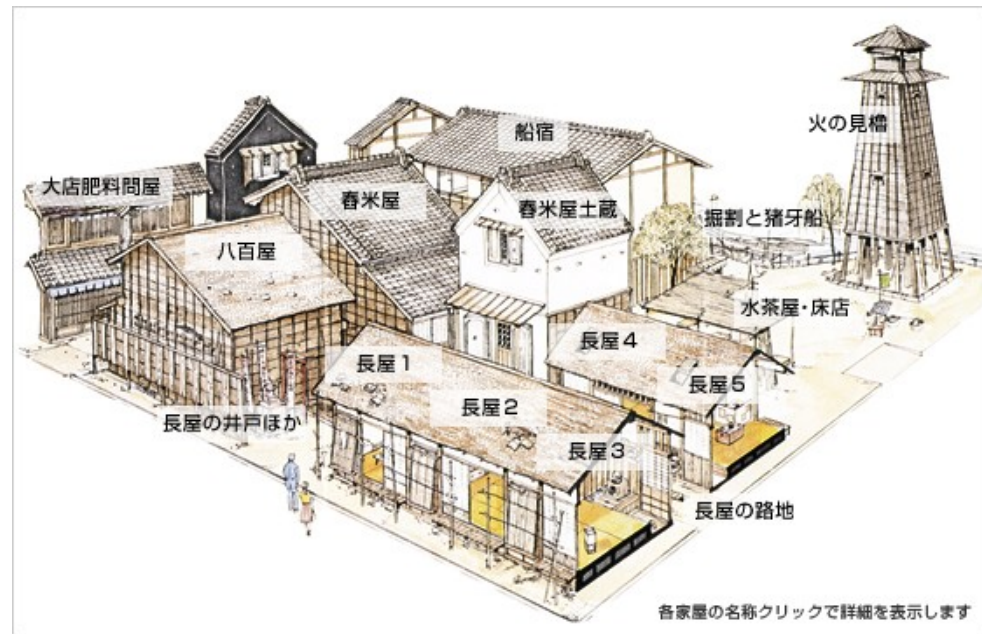 火の見櫓
船宿
大店肥料問屋
舂米屋
舂米屋土蔵
掘割と猪牙船
八百屋
水茶屋・床店
長屋1
長屋4
長屋5
長屋2
長屋の井戸ほか
長屋3
長屋の路地
各家屋の名称クリックで詳細を表示します